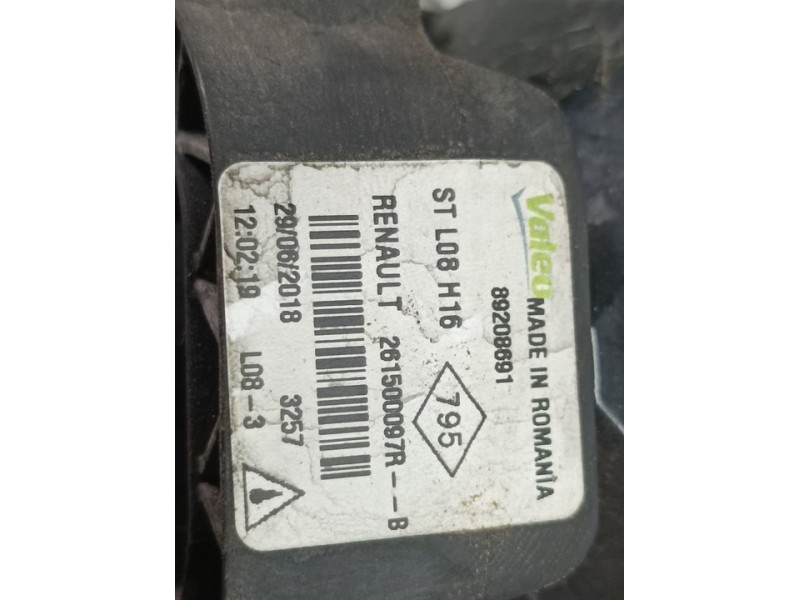 Valeo MADE IN ROMANÌA
89208691
ST L08 H16
795
RENAULT 261500097R--B
29/06/2018 3257
12:02:19 L08-3